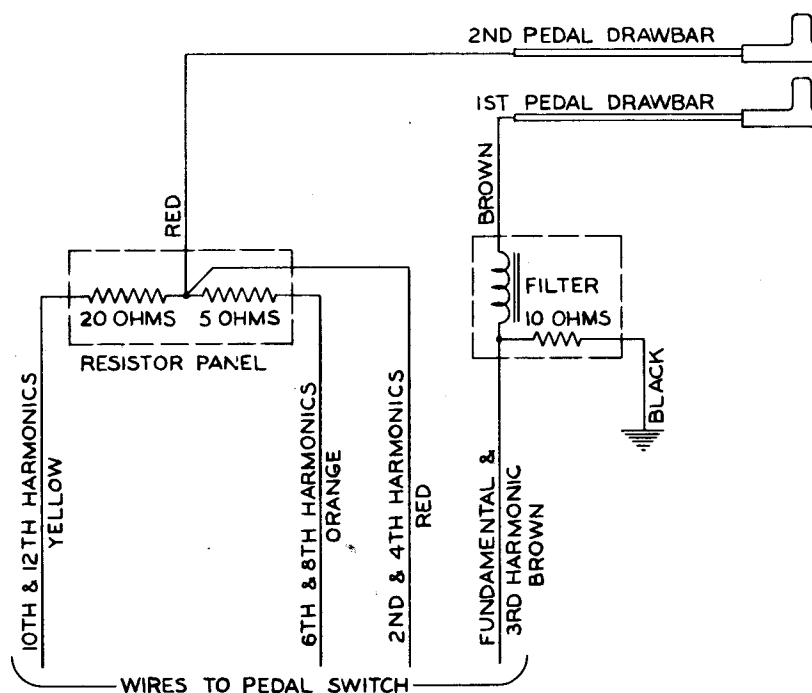 2ND PEDAL DRAWBAR
1ST PEDAL DRAWBAR
RED
BROWN
FILTER
10 OHMS
20 OHMS
5 OHMS
RESISTOR PANEL
BLACK
10TH & 12TH HARMONICS
YELLOW
6TH & 8TH HARMONICS
ORANGE
2ND & 4TH HARMONICS
RED
FUNDAMENTAL &
3RD HARMONIC
BROWN
WIRES TO PEDAL SWITCH